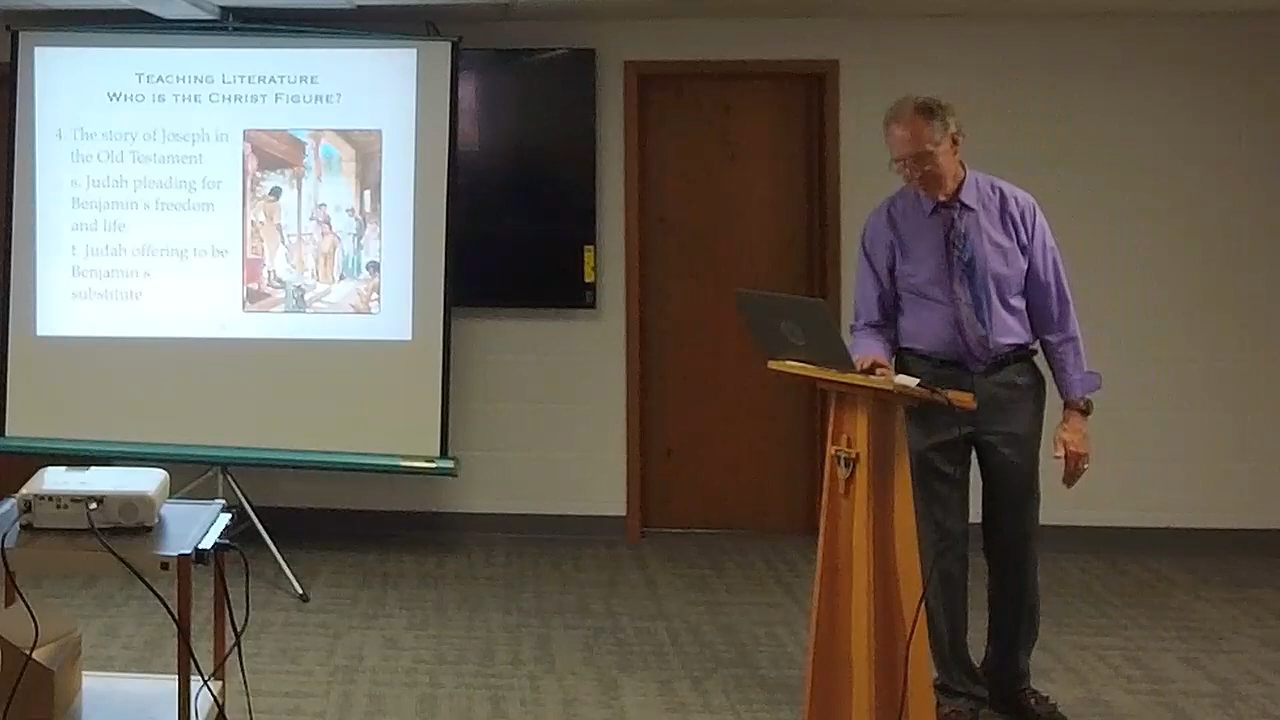 TEACHING LITERATURE
WHO IS THE CHRIST FIGURE?
4. The story of Joseph in
the Old Testament
s. Judah pleading for
Benjamin s freedom
and life
t Judah offering to be
Benjamin s
substitute